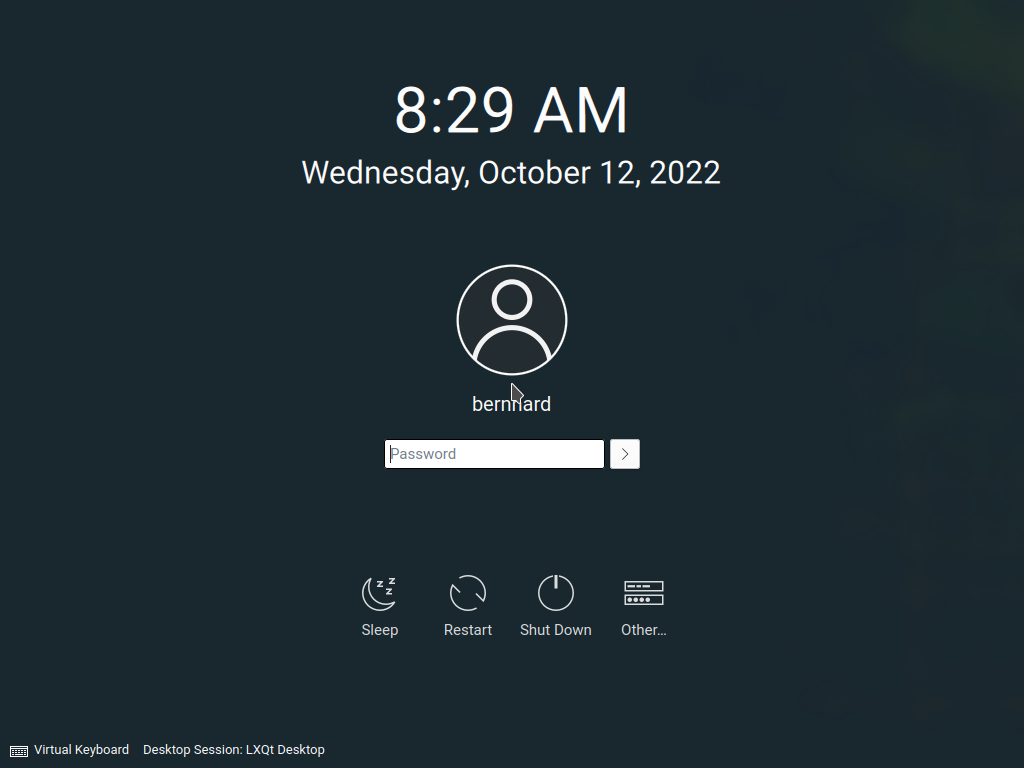 8:29 AM
Wednesday, October 12, 2022
bernhard
Password
Sleep
Restart
Shut Down
Other...
Virtual Keyboard
Desktop Session: LXQt Desktop